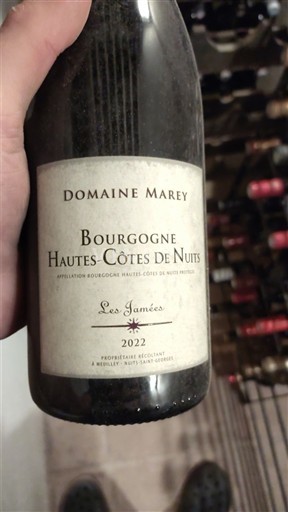 DOMAINE MAREY
BOURGOGNE
HAUTES-CÔTES DE NUITS
APPELLATION BOURGOGNE HAUTES-CÔTES DE NUITS PROTÉGÉE
Les Jamées
2022
PROPRIÉTAIRE RÉCOLTANT
À MEUILLEY - NUITS-SAINT-GEORGES